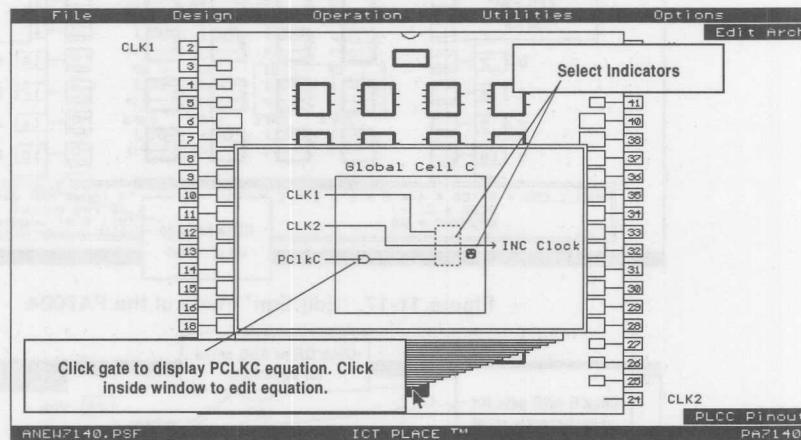 File Design Operation Utilities Options
Edit Arch
CLK1
2
3
4
5
6
7
8
9
10
11
12
13
14
15
16
18
Select Indicators
Global Cell C
CLK1
CLK2
PClkC
INC Clock
41
40
38
37
36
35
34
33
32
31
30
29
28
27
26
25
24
CLK2
Click gate to display PCLKC equation. Click
inside window to edit equation.
PLCC Pinout
ANEW7140.PSF ICT PLACE ™ PA7140